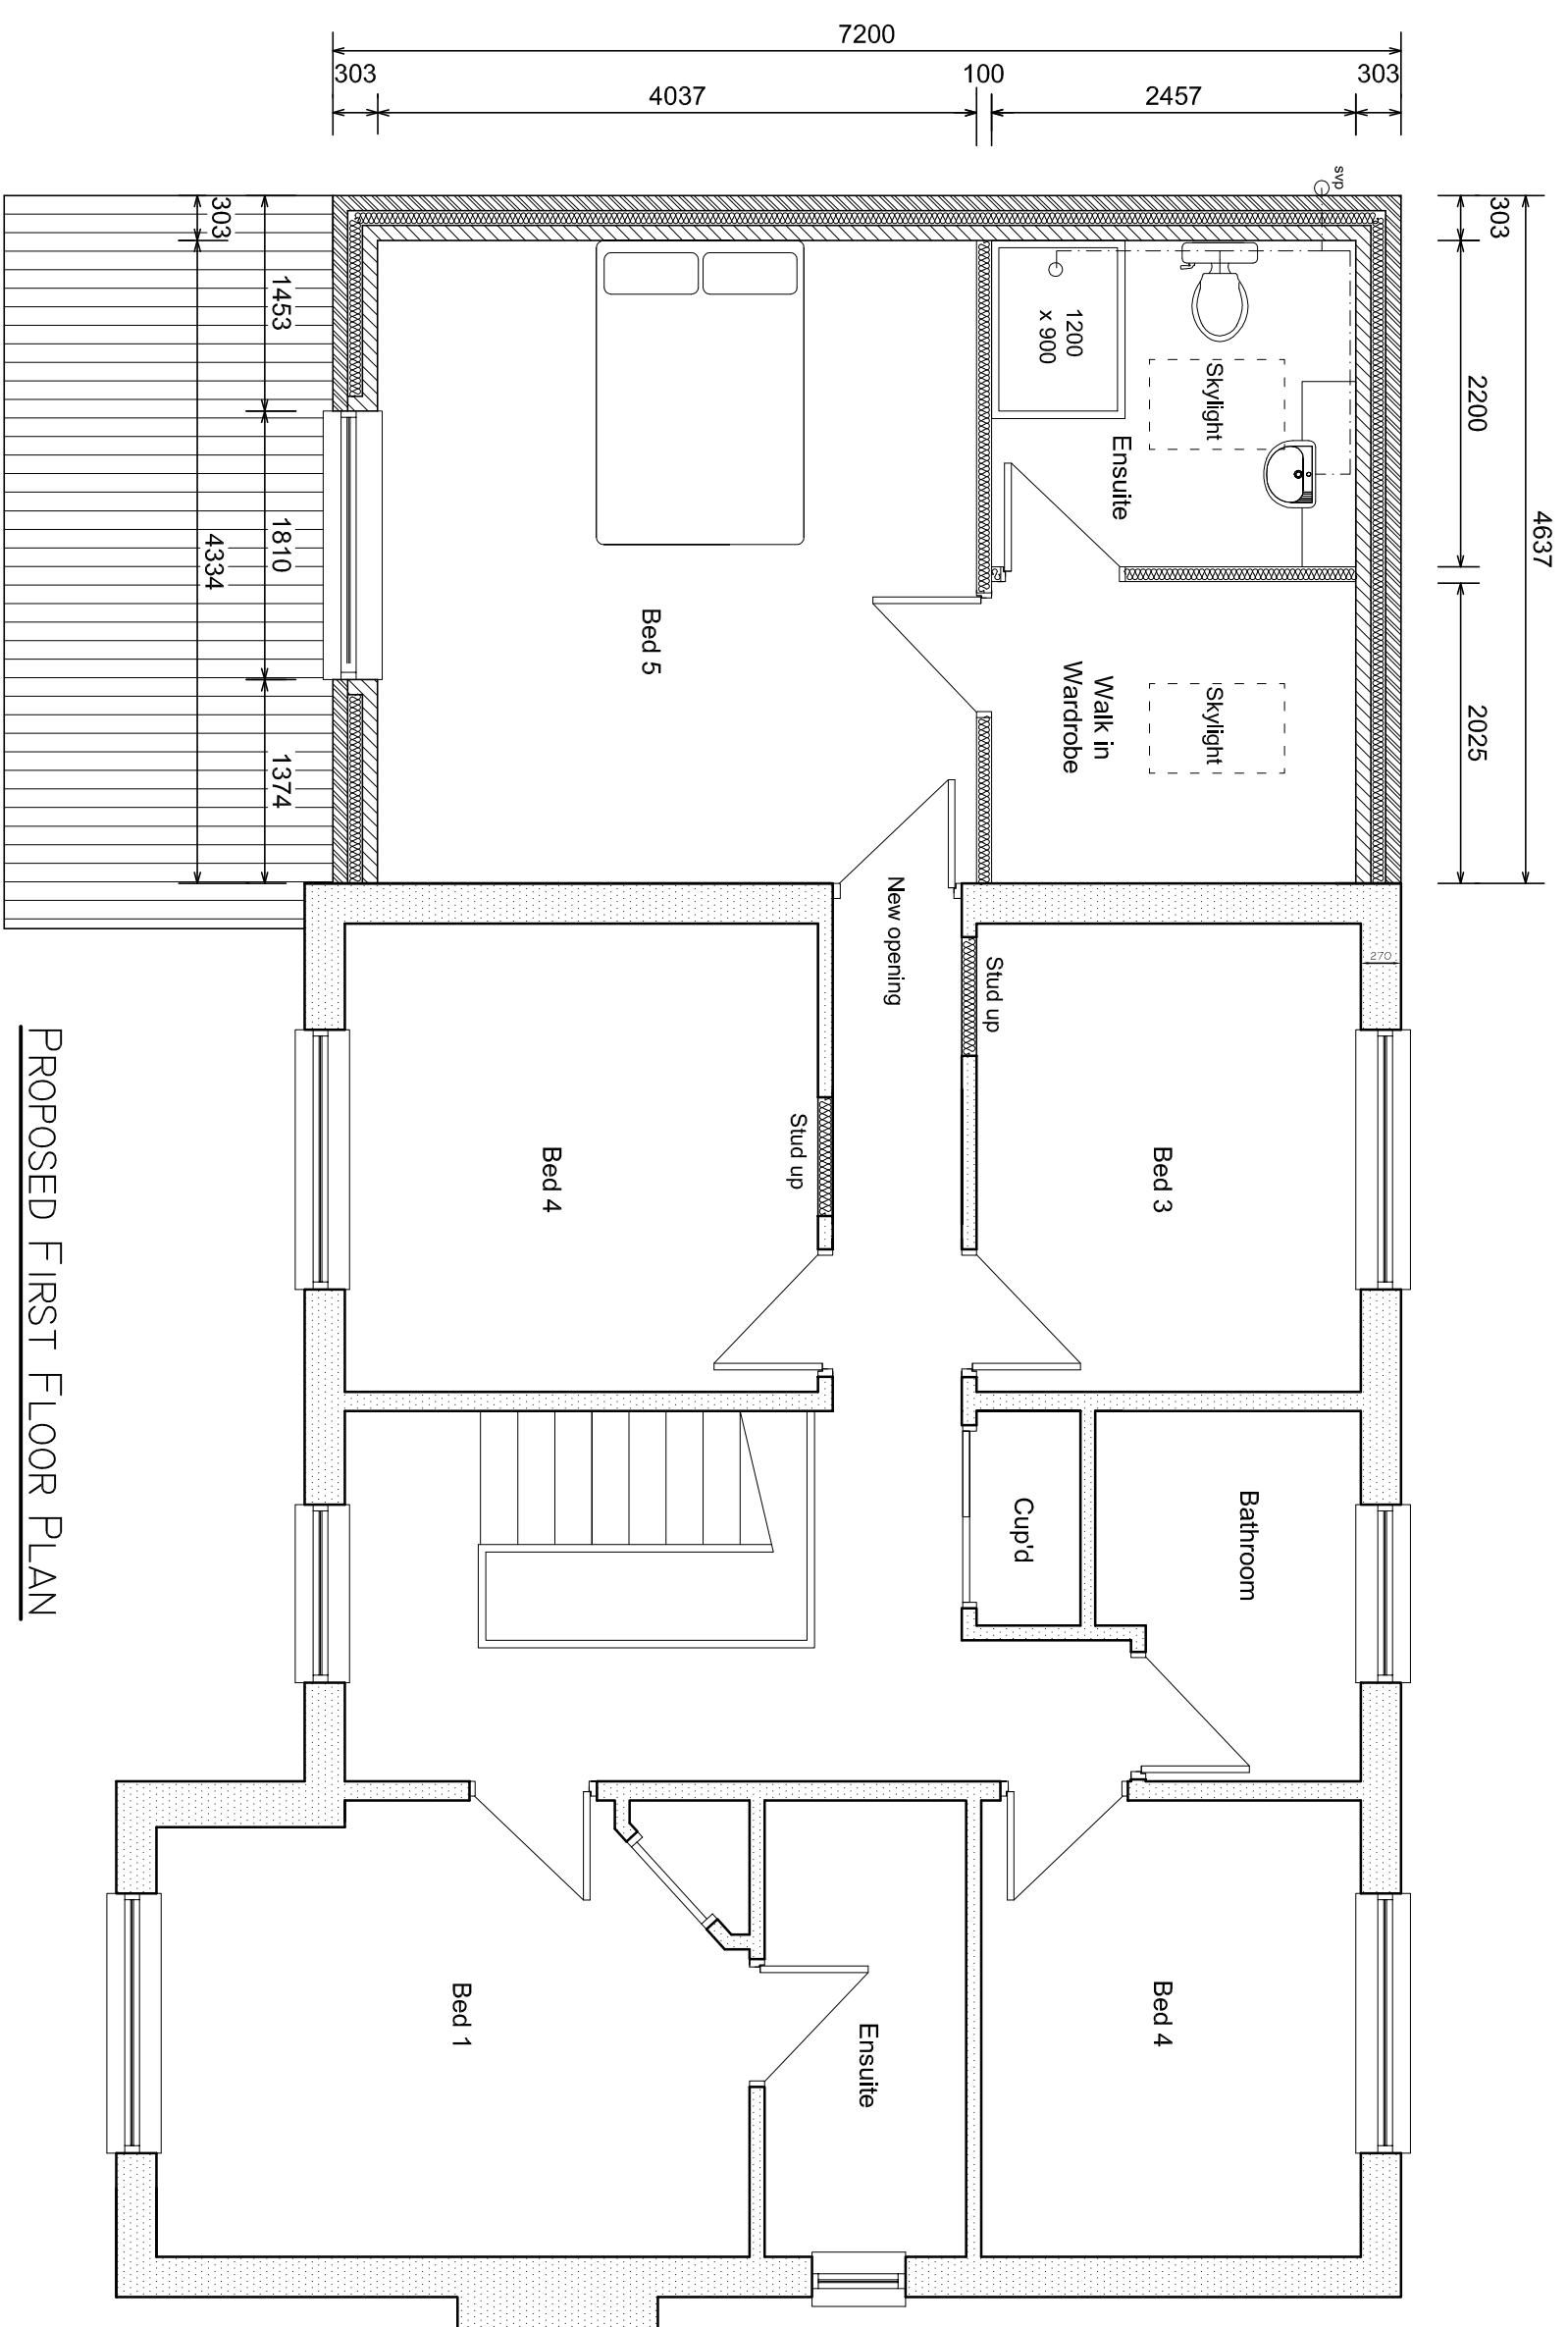 7200
303
4037
100
2457
303
svp
303
4637
2200
2025
303
1453
1810
4334
1374
1200
x 900
Skylight
Ensuite
Bed 5
Walk in
Wardrobe
Skylight
New opening
Stud up
270
Bed 4
Stud up
Bed 3
Cup'd
Bathroom
Bed 1
Ensuite
Bed 4
PROPOSED FIRST FLOOR PLAN